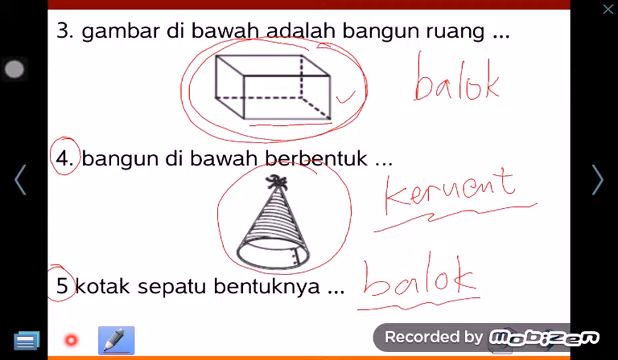 3. gambar di bawah adalah bangun ruang ...
balok
4. bangun di bawah berbentuk ...
keruent
5 kotak sepatu bentuknya ... balok
Recorded by Mobizen